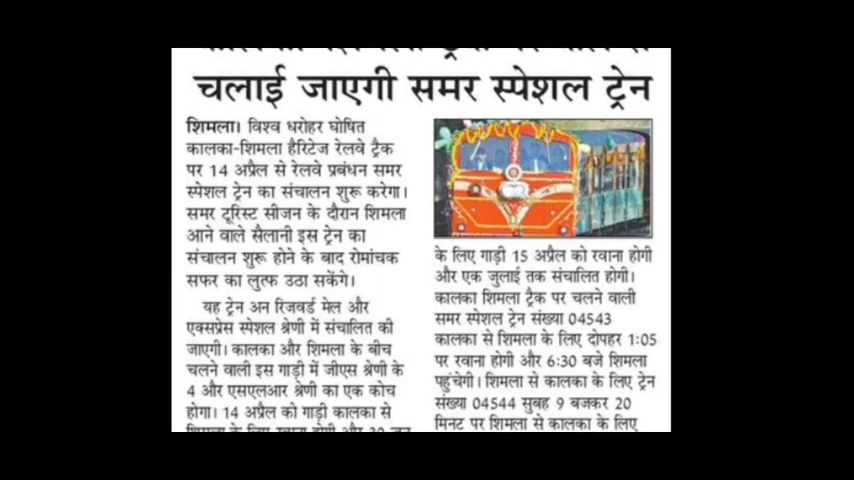 चलाई जाएगी समर स्पेशल ट्रेन
शिमला। विश्व धरोहर घोषित
कालका-शिमला हैरिटेज रेलवे ट्रैक
पर 14 अप्रैल से रेलवे प्रबंधन समर
स्पेशल ट्रेन का संचालन शुरू करेगा।
समर टूरिस्ट सीजन के दौरान शिमला
आने वाले सैलानी इस ट्रेन का
संचालन शुरू होने के बाद रोमांचक
सफर का लुत्फ उठा सकेंगे।
यह ट्रेन अन रिजवर्ड मेल और
एक्सप्रेस स्पेशल श्रेणी में संचालित की
जाएगी। कालका और शिमला के बीच
चलने वाली इस गाड़ी में जीएस श्रेणी के
4 और एसएलआर श्रेणी का एक कोच
होगा। 14 अप्रैल को गाड़ी कालका से
के लिए गाड़ी 15 अप्रैल को रवाना होगी
और एक जुलाई तक संचालित होगी।
कालका शिमला ट्रैक पर चलने वाली
समर स्पेशल ट्रेन संख्या 04543
कालका से शिमला के लिए दोपहर 1:05
पर रवाना होगी और 6:30 बजे शिमला
पहुंचेगी। शिमला से कालका के लिए ट्रेन
संख्या 04544 सुबह 9 बजकर 20
मिनट पर शिमला से कालका के लिए